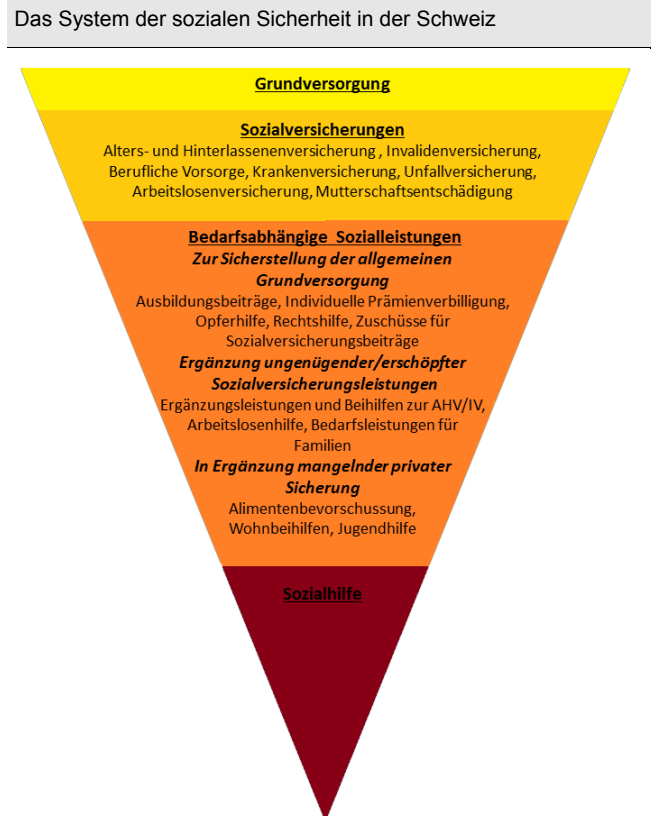 Das System der sozialen Sicherheit in der Schweiz
Grundversorgung
Sozialversicherungen
Alters- und Hinterlassenenversicherung , Invalidenversicherung,
Berufliche Vorsorge, Krankenversicherung, Unfallversicherung,
Arbeitslosenversicherung, Mutterschaftsentschädigung
Bedarfsabhängige Sozialleistungen
Zur Sicherstellung der allgemeinen
Grundversorgung
Ausbildungsbeiträge, Individuelle Prämienverbilligung,
Opferhilfe, Rechtshilfe, Zuschüsse für
Sozialversicherungsbeiträge
Ergänzung ungenügender/erschöpfter
Sozialversicherungsleistungen
Ergänzungsleistungen und Beihilfen zur AHV/IV,
Arbeitslosenhilfe, Bedarfsleistungen für
Familien
In Ergänzung mangelnder privater
Sicherung
Alimentenbevorschussung,
Wohnbeihilfen, Jugendhilfe
Sozialhilfe